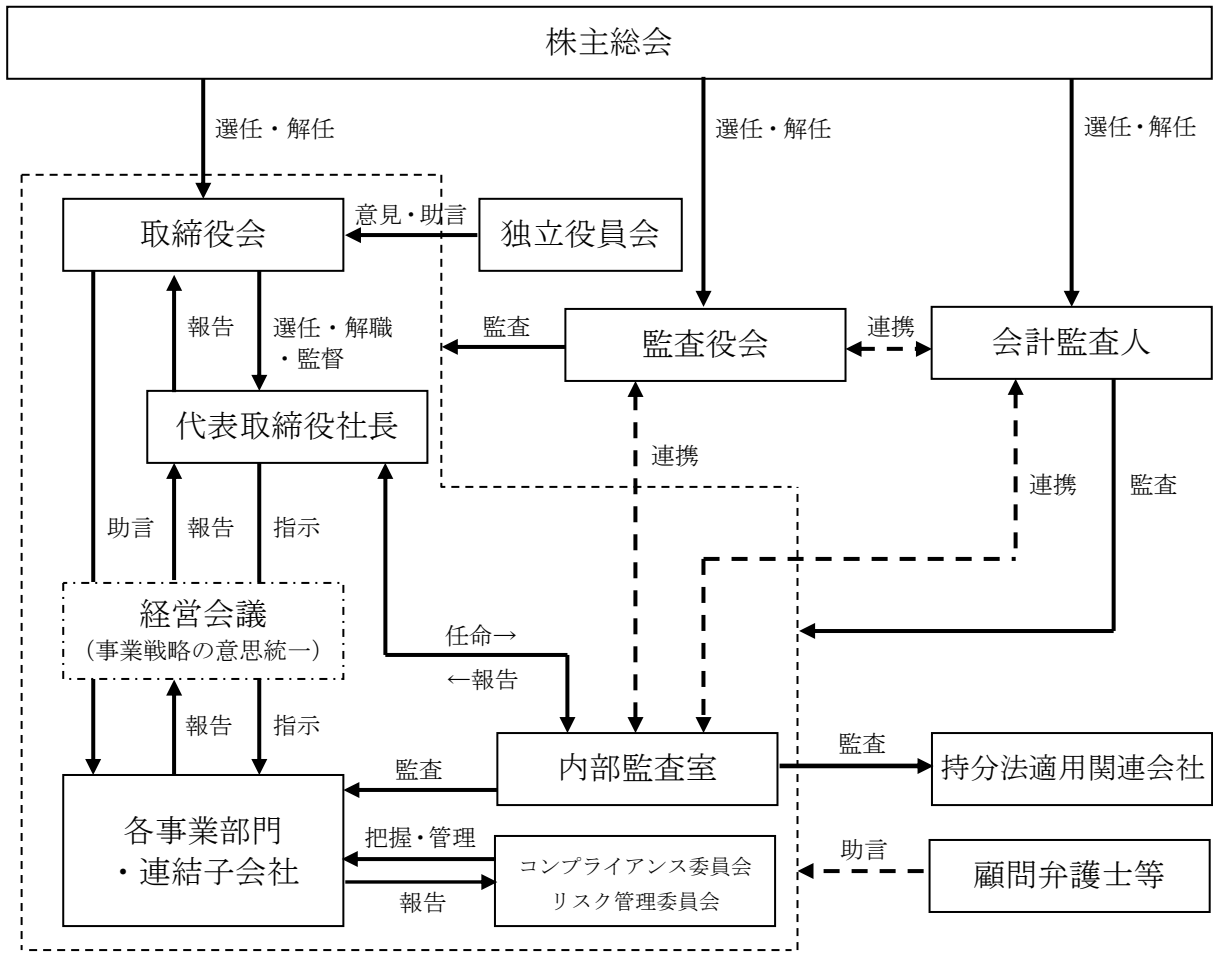 株主総会
選任・解任
選任・解任
選任・解任
取締役会
意見・助言
独立役員会
報告
選任・解職
・監督
監査
監査役会
連携
会計監査人
代表取締役社長
連携
連携
監査
助言
報告
指示
経営会議
（事業戦略の意思統一）
任命→
←報告
報告
指示
監査
内部監査室
監査
持分法適用関連会社
各事業部門
・連結子会社
把握・管理
報告
コンプライアンス委員会
リスク管理委員会
助言
顧問弁護士等